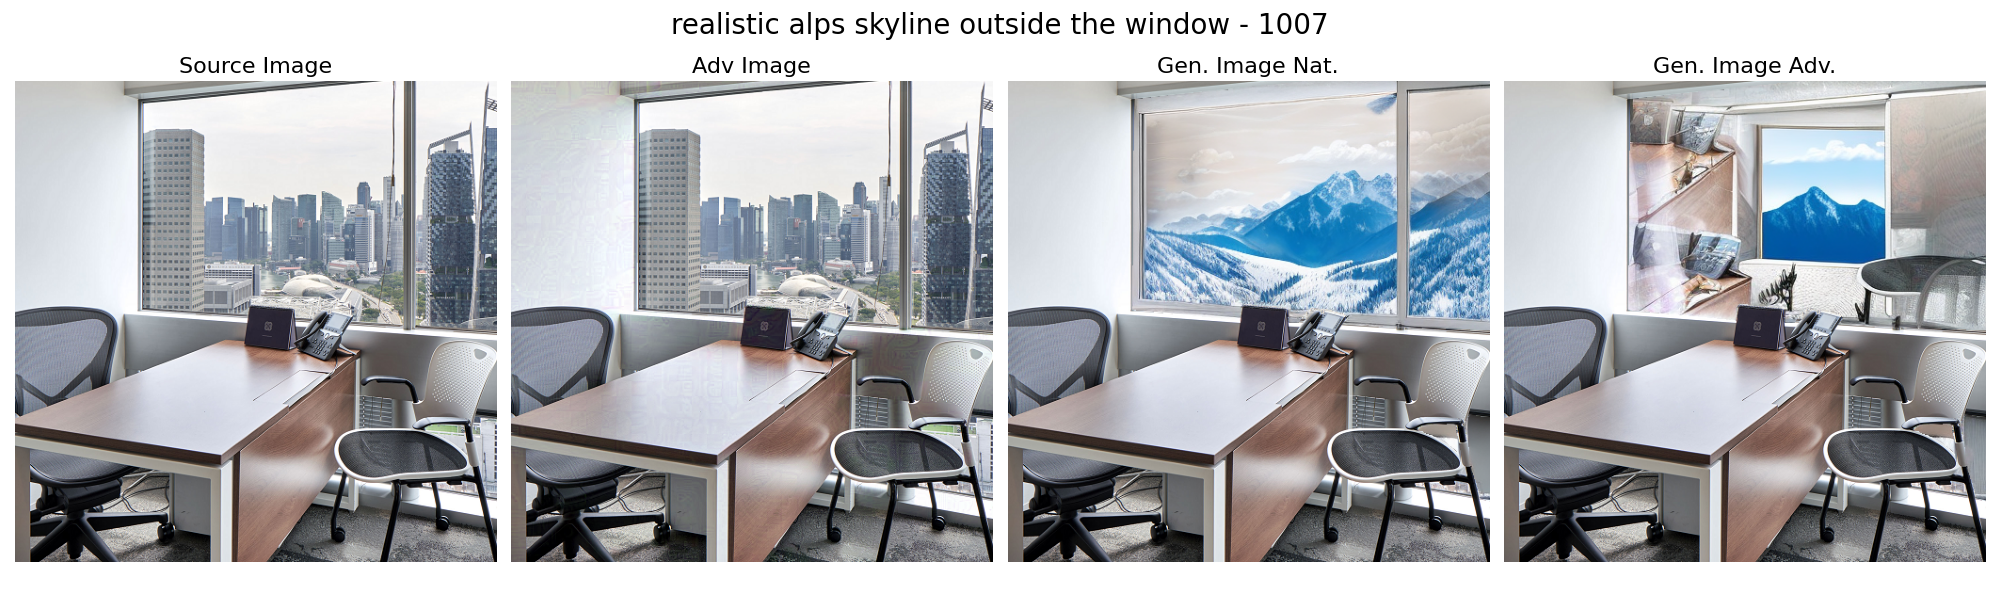 realistic alps skyline outside the window - 1007
Source Image
Adv Image
Gen. Image Nat.
Gen. Image Adv.